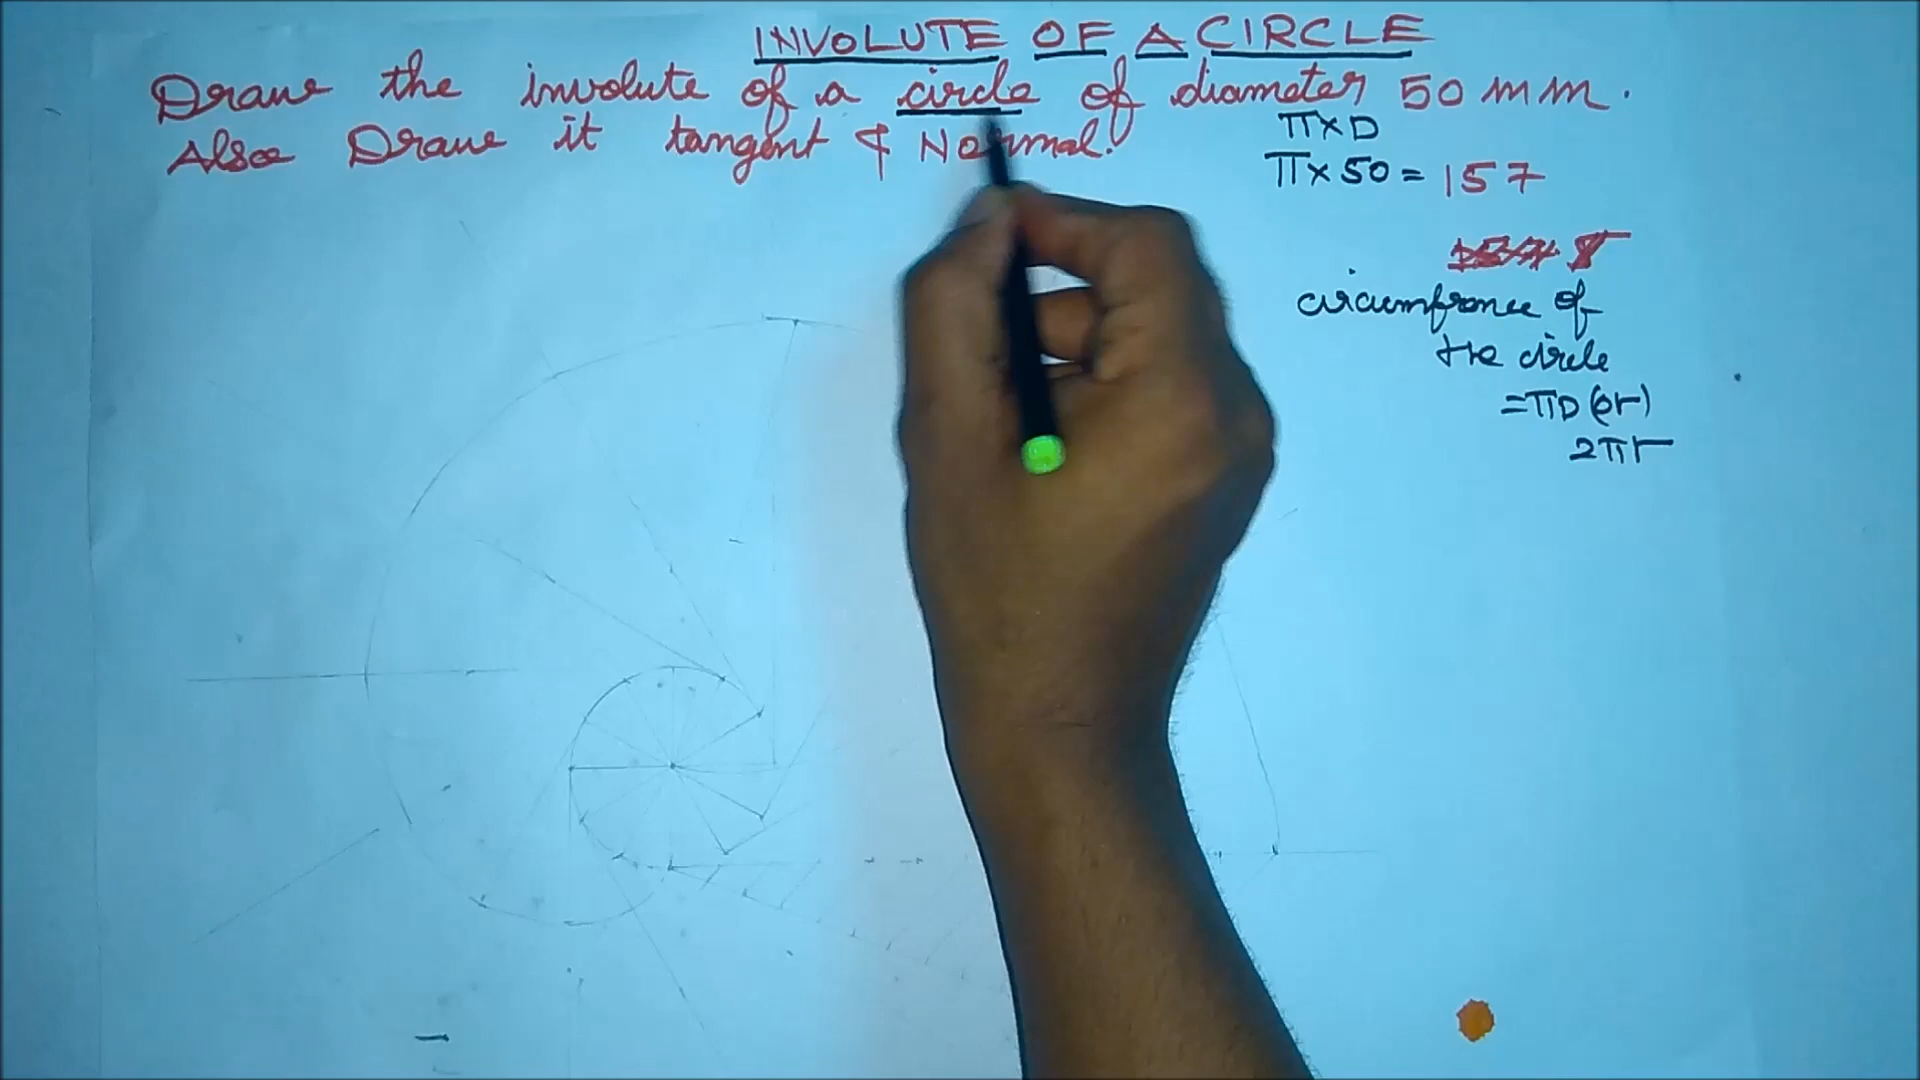 INVOLUTE OF A CIRCLE
Draw the involute of a circle of diameter 50 mm.
Also Draw it tangent & Normal.
π×D
π×50 = 157
circumfrence of
the circle
=πD (or)
2πr